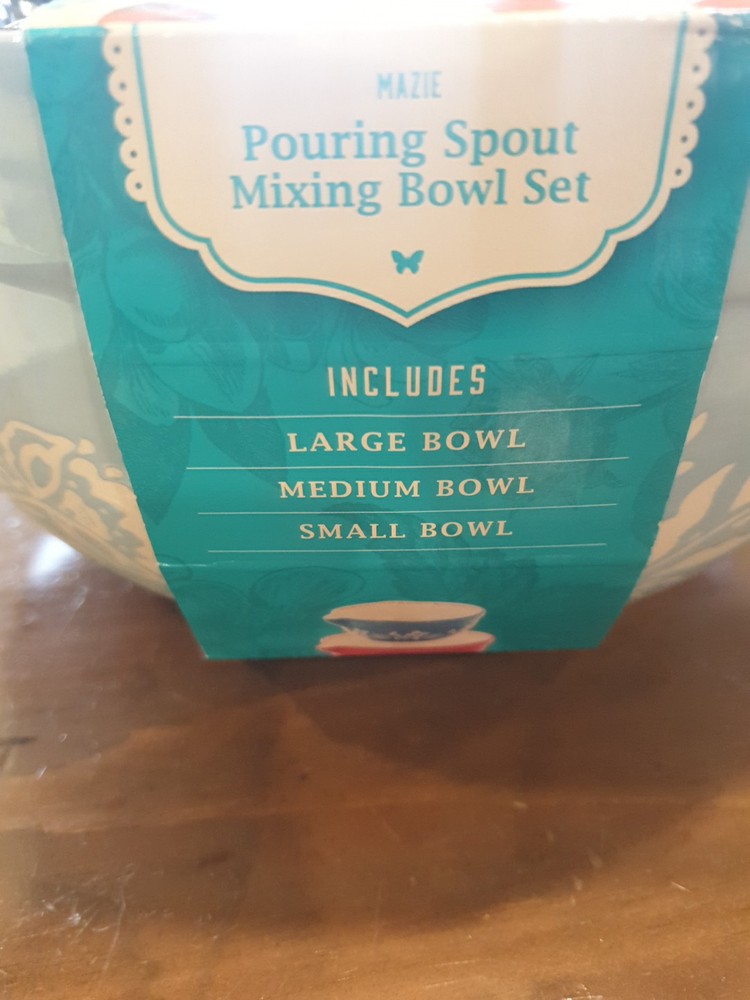 MAZIE
Pouring Spout
Mixing Bowl Set
INCLUDES
LARGE BOWL
MEDIUM BOWL
SMALL BOWL